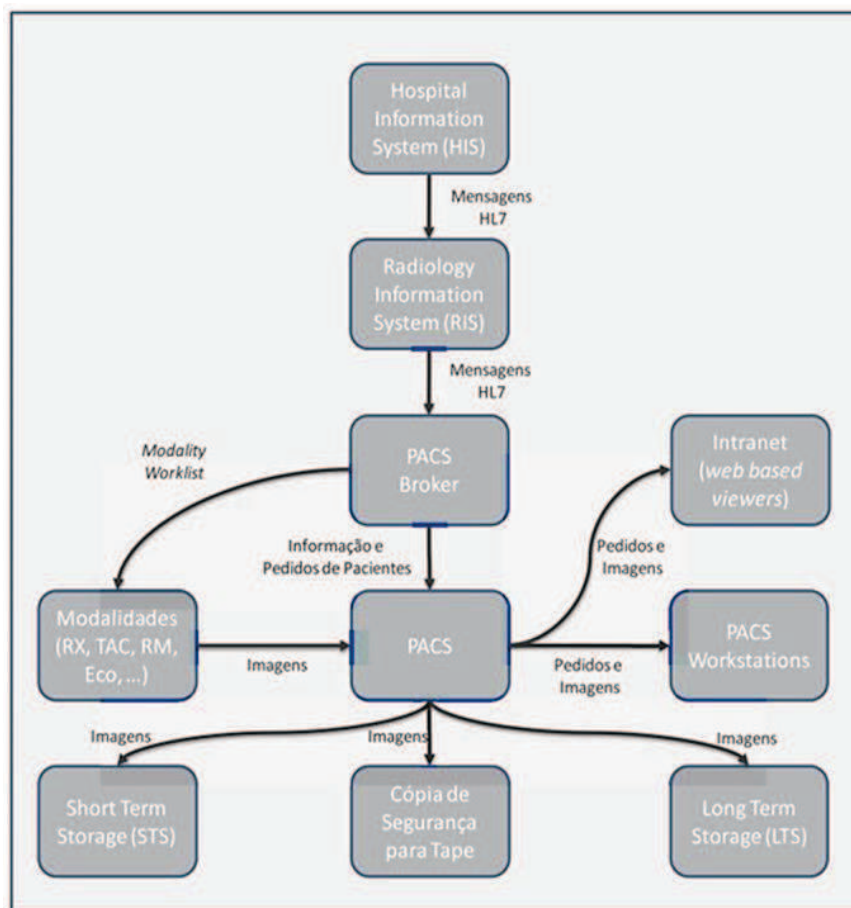 Hospital
Information
System (HIS)
Mensagens
HL7
Radiology
Information
System (RIS)
Mensagens
HL7
PACS
Broker
Modality
Worklist
Intranet
(web based
viewers)
Informação e
Pedidos de Pacientes
Pedidos e
Imagens
Modalidades
(RX, TAC, RM,
Eco, ...)
Imagens
PACS
Pedidos e
Imagens
PACS
Workstations
Imagens
Imagens
Imagens
Short Term
Storage (STS)
Cópia de
Segurança
para Tape
Long Term
Storage (LTS)